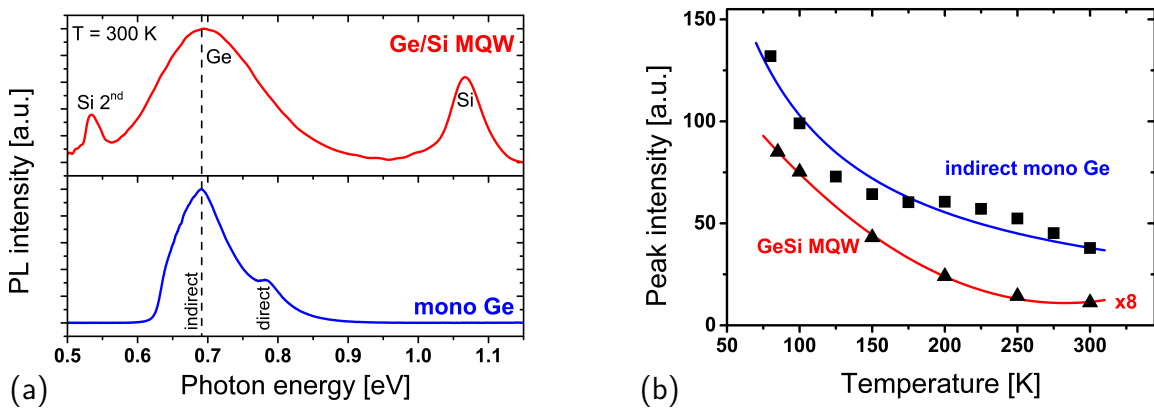 T = 300 K
Ge/Si MQW
Ge
Si 2nd
Si
PL intensity [a.u.]
indirect
direct
mono Ge
0.5 0.6 0.7 0.8 0.9 1.0 1.1
Photon energy [eV]
(a)
150
100
50
0
Peak intensity [a.u.]
indirect mono Ge
GeSi MQW
x8
50 100 150 200 250 300
Temperature [K]
(b)